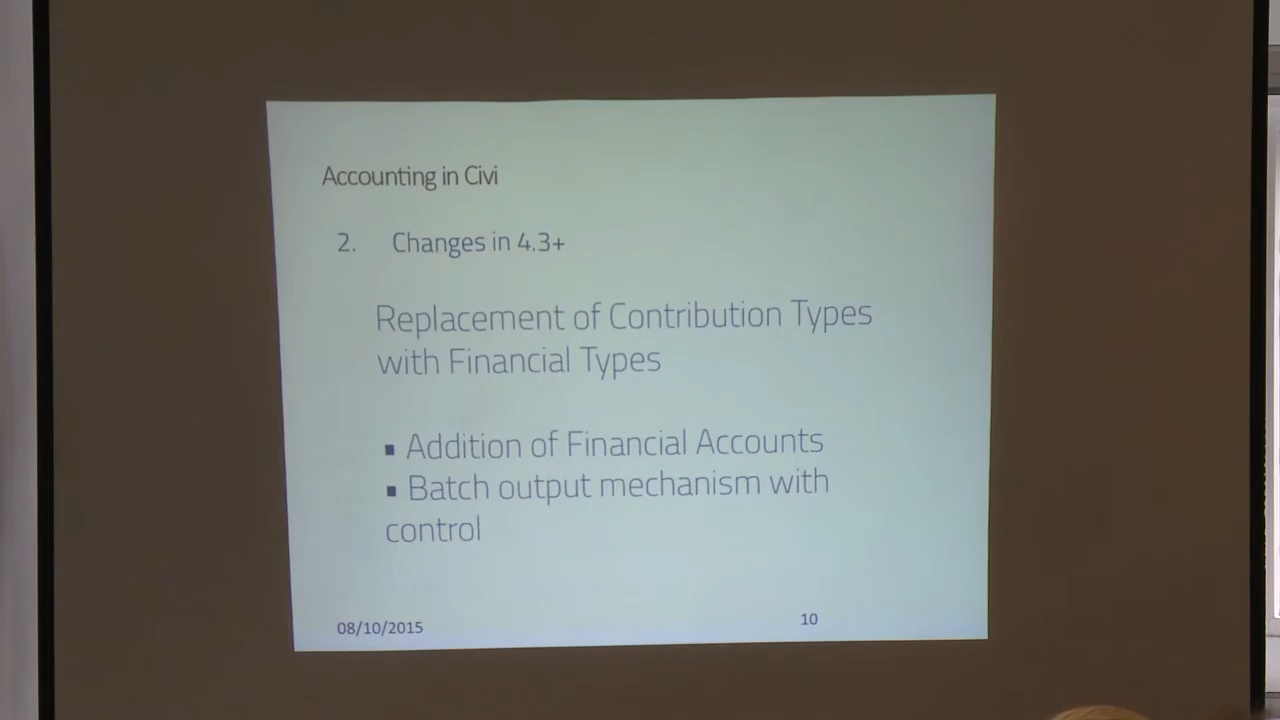 Accounting in Civi
2. Changes in 4.3+
Replacement of Contribution Types
with Financial Types
▪ Addition of Financial Accounts
▪ Batch output mechanism with
control
08/10/2015 10